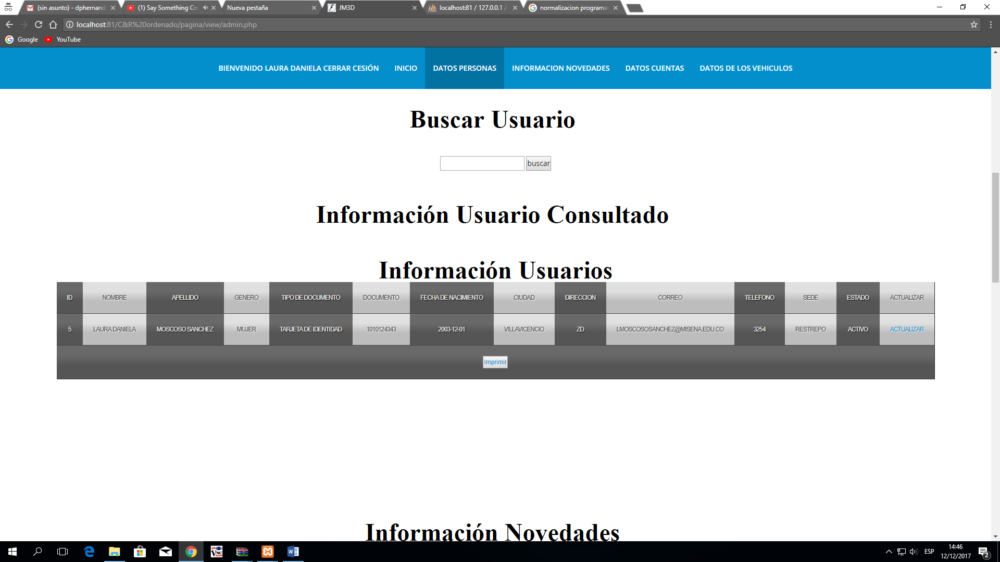 (sin asunto) - dphernand
(1) Say Something Co
Nueva pestaña
JM3D
localhost:81 / 127.0.0.1 /
normalizacion programa
localhost:81/C&R%20ordenado/pagina/view/admin.php
Google
YouTube
BIENVENIDO LAURA DANIELA CERRAR CESIÓN
INICIO
DATOS PERSONAS
INFORMACION NOVEDADES
DATOS CUENTAS
DATOS DE LOS VEHICULOS
Buscar Usuario
buscar
Información Usuario Consultado
Información Usuarios
ID NOMBRE APELLIDO GENERO TIPO DE DOCUMENTO DOCUMENTO FECHA DE NACIMIENTO CIUDAD DIRECCION CORREO TELEFONO SEDE ESTADO ACTUALIZAR
5 LAURA DANIELA MOSCOSO SANCHEZ MUJER TARJETA DE IDENTIDAD 1010124343 2003-12-01 VILLAVICENCIO ZD LMOSCOSOSANCHEZ@MISENA.EDU.CO 3254 RESTREPO ACTIVO ACTUALIZAR
Imprimir
Información Novedades
ESP
14:46
12/12/2017
2